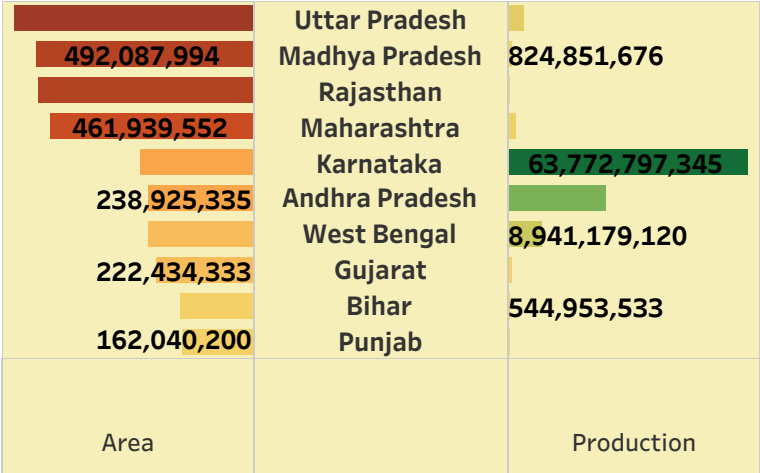 Uttar Pradesh
492,087,994 Madhya Pradesh 824,851,676
Rajasthan
461,939,552 Maharashtra
Karnataka 63,772,797,345
238,925,335 Andhra Pradesh
West Bengal 8,941,179,120
222,434,333 Gujarat
Bihar 544,953,533
162,040,200 Punjab
Area Production